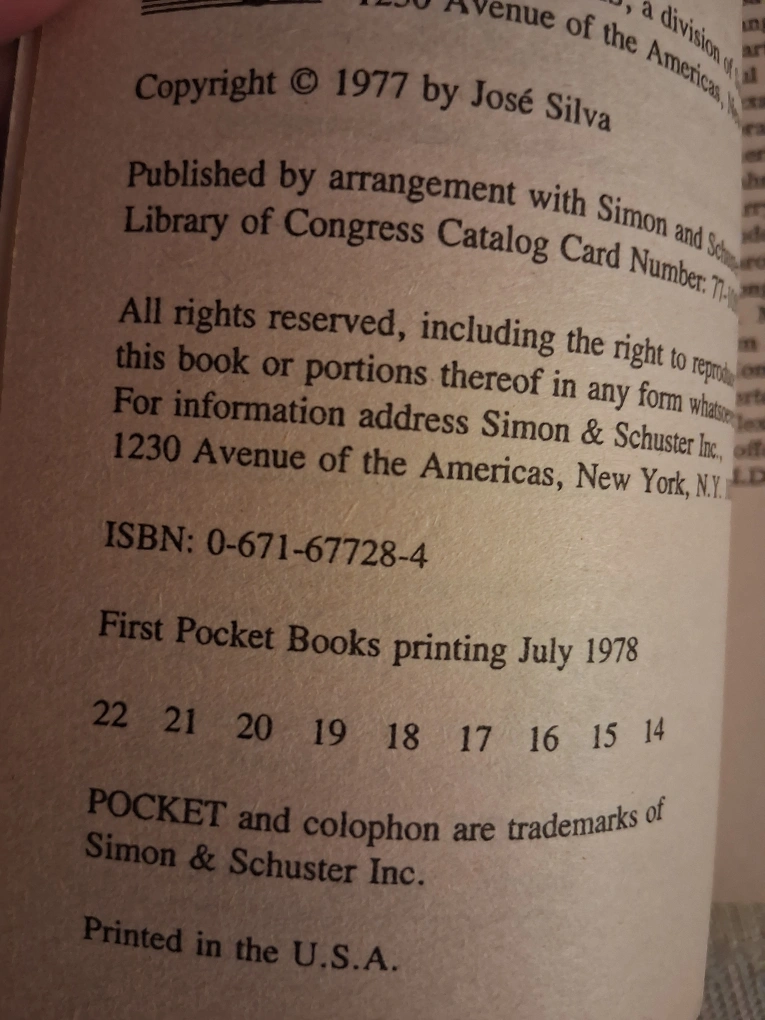 , a division of
1230 Avenue of the Americas,
Copyright © 1977 by José Silva
Published by arrangement with Simon and
Library of Congress Catalog Card Number: 77-
All rights reserved, including the right to
this book or portions thereof in any form
For information address Simon & Schuster Inc.,
1230 Avenue of the Americas, New York, N.Y.
ISBN: 0-671-67728-4
First Pocket Books printing July 1978
22 21 20 19 18 17 16 15 14
POCKET and colophon are trademarks of
Simon & Schuster Inc.
Printed in the U.S.A.